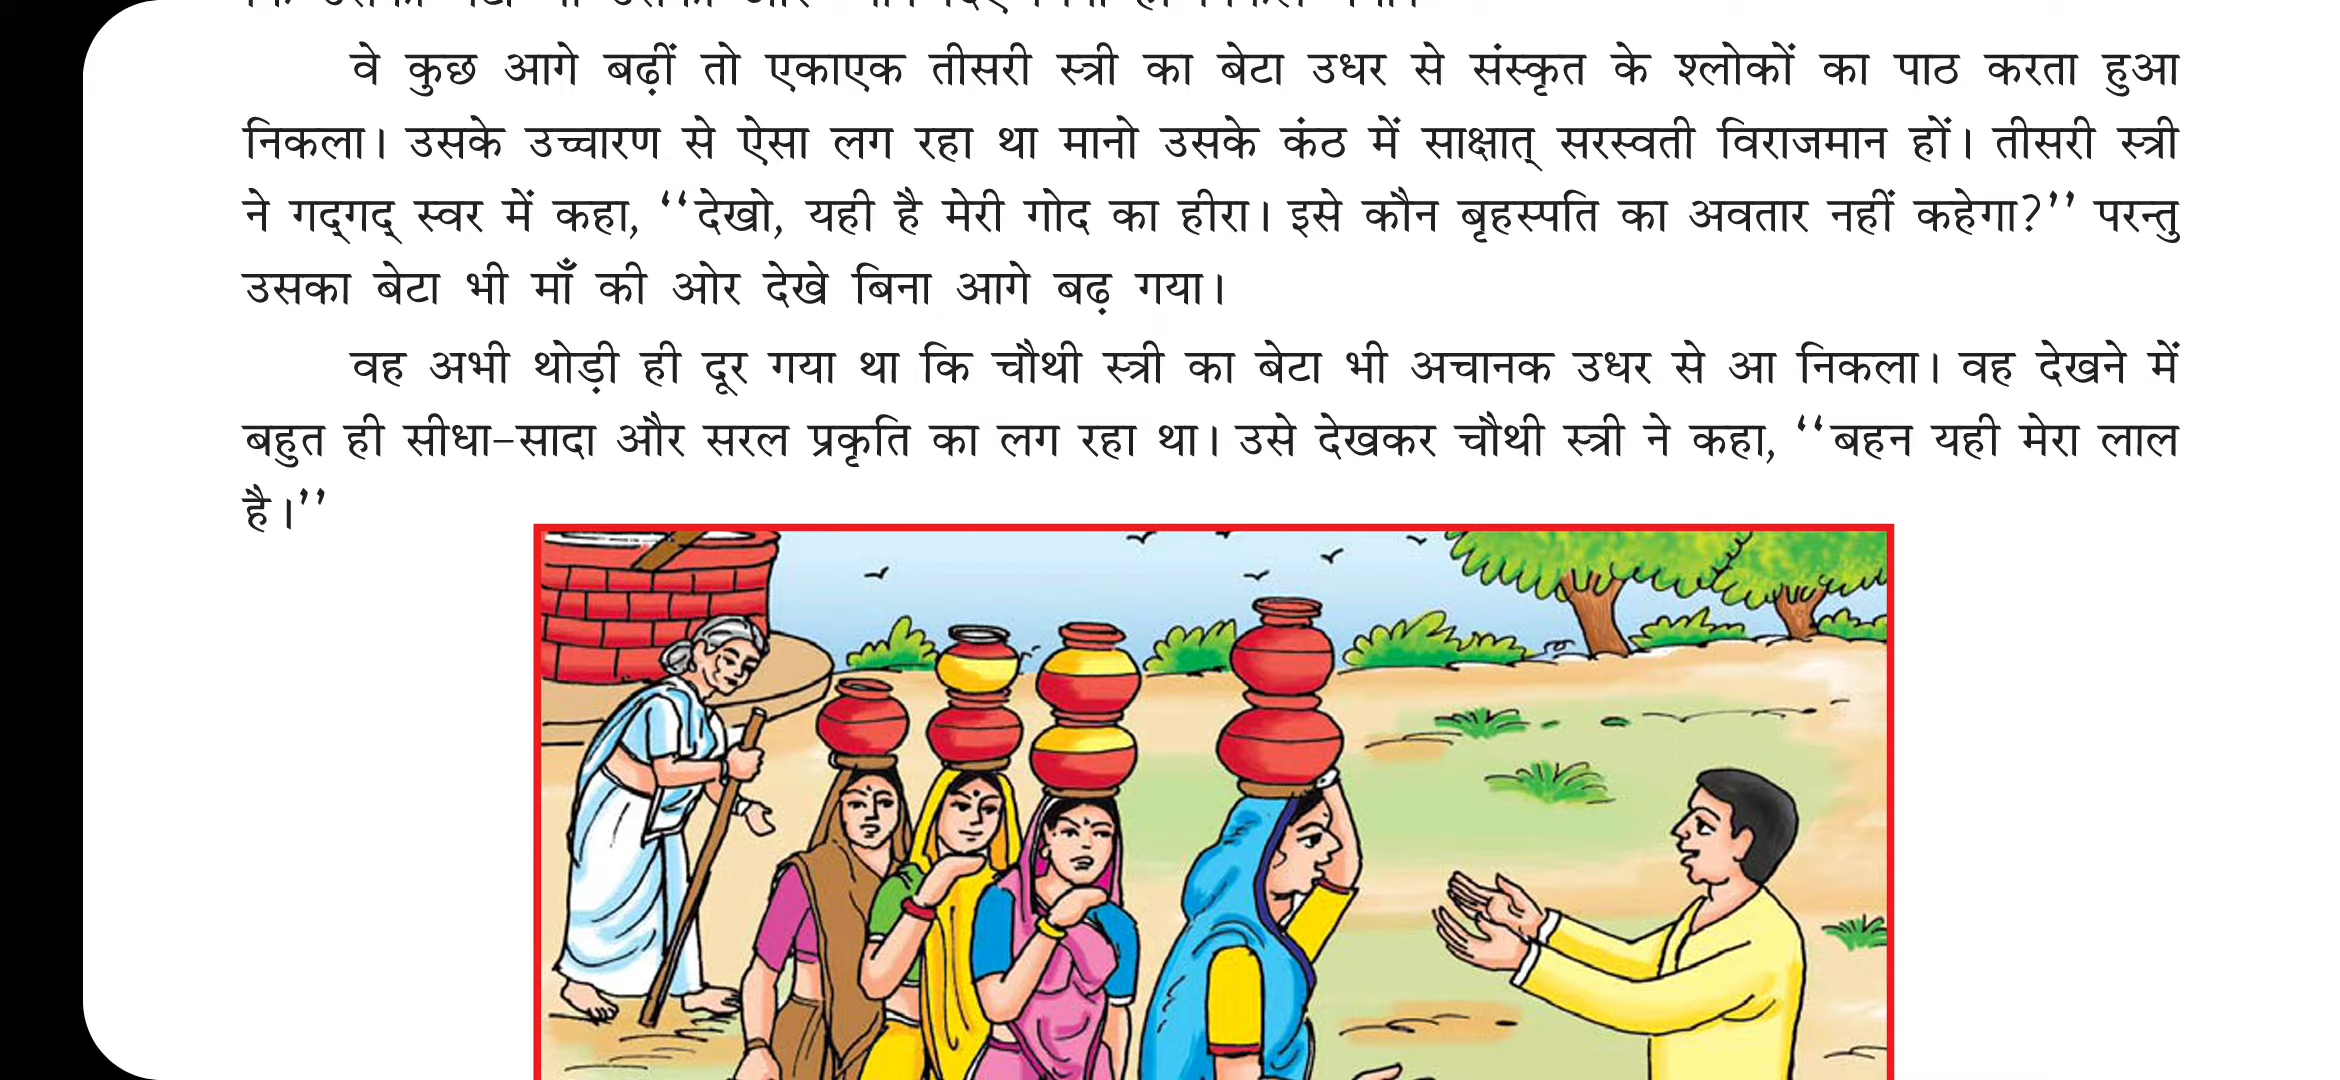 वे कुछ आगे बढ़ीं तो एकाएक तीसरी स्त्री का बेटा उधर से संस्कृत के श्लोकों का पाठ करता हुआ
निकला। उसके उच्चारण से ऐसा लग रहा था मानो उसके कंठ में साक्षात् सरस्वती विराजमान हों। तीसरी स्त्री
ने गद्‌गद् स्वर में कहा, ‘‘देखो, यही है मेरी गोद का हीरा। इसे कौन बृहस्पति का अवतार नहीं कहेगा?’’ परन्तु
उसका बेटा भी माँ की ओर देखे बिना आगे बढ़ गया।
वह अभी थोड़ी ही दूर गया था कि चौथी स्त्री का बेटा भी अचानक उधर से आ निकला। वह देखने में
बहुत ही सीधा–सादा और सरल प्रकृति का लग रहा था। उसे देखकर चौथी स्त्री ने कहा, ‘‘बहन यही मेरा लाल
है।’’